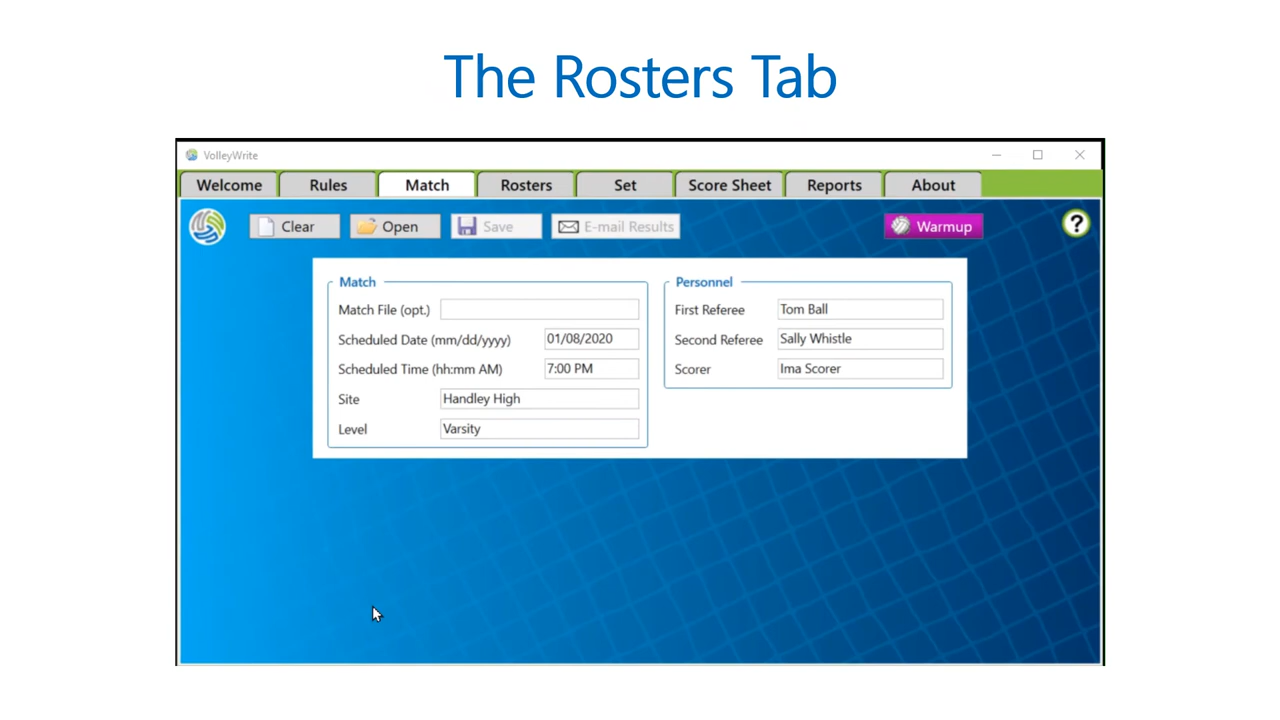 The Rosters Tab
VolleyWrite
Welcome Rules Match Rosters Set Score Sheet Reports About
Clear Open Save E-mail Results Warmup ?
Match
Match File (opt.)
Scheduled Date (mm/dd/yyyy) 01/08/2020
Scheduled Time (hh:mm AM) 7:00 PM
Site Handley High
Level Varsity
Personnel
First Referee Tom Ball
Second Referee Sally Whistle
Scorer Ima Scorer